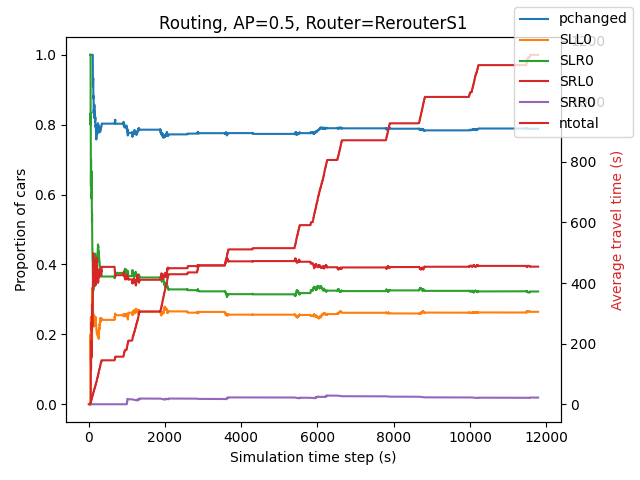 Routing, AP=0.5, Router=RerouterS1
pchanged
SLL0
SLR0
SRL0
SRR0
ntotal
1.0
0.8
0.6
0.4
0.2
0.0
Proportion of cars
1200
800
600
400
200
0
Average travel time (s)
0
2000
4000
6000
8000
10000
12000
Simulation time step (s)